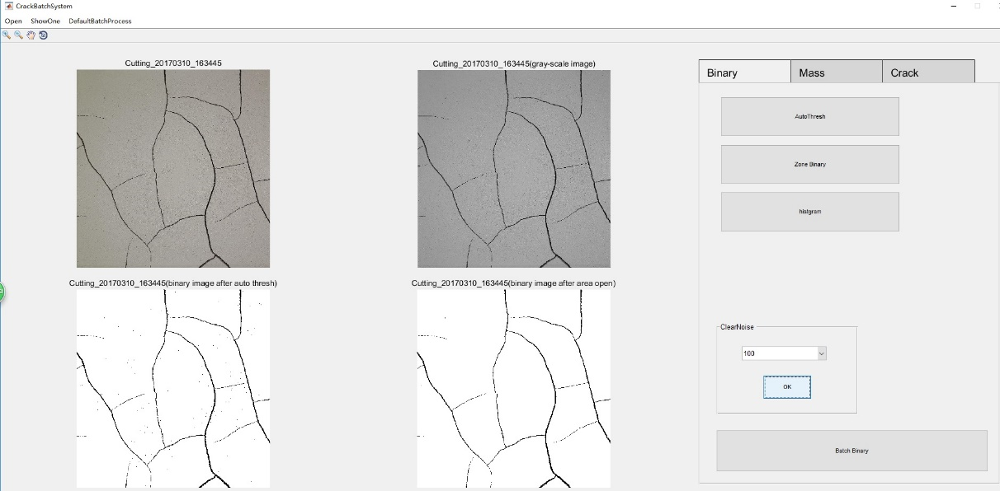 CrackBatchSystem
Open ShowOne DefaultBatchProcess
Cutting_20170310_163445
Cutting_20170310_163445(gray-scale image)
Cutting_20170310_163445(binary image after auto thresh)
Cutting_20170310_163445(binary image after area open)
Binary Mass Crack
AutoThresh
Zone Binary
histgram
ClearNoise
100
OK
Batch Binary